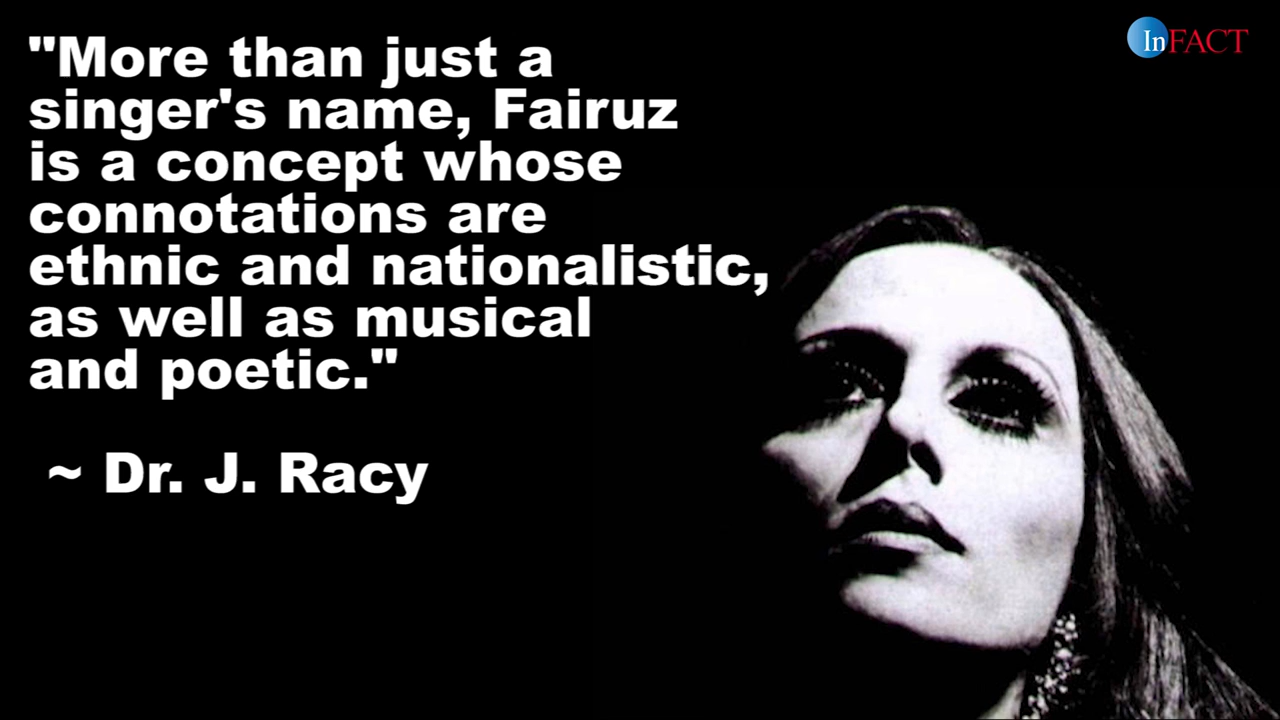 InFACT
"More than just a
singer's name, Fairuz
is a concept whose
connotations are
ethnic and nationalistic,
as well as musical
and poetic."
~ Dr. J. Racy